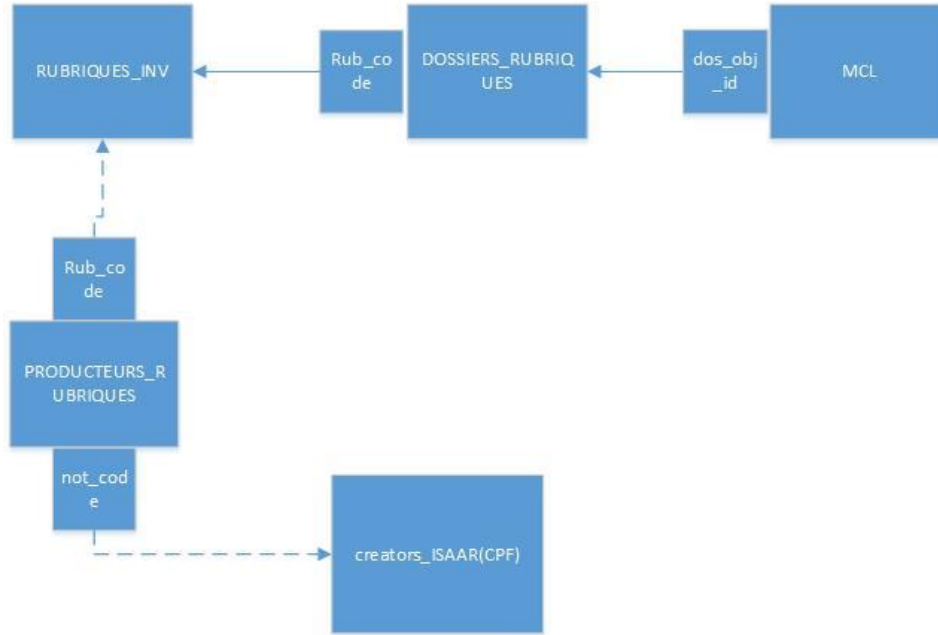 RUBRIQUES_INV
Rub_co
de
DOSSIERS_RUBRIQ
UES
dos_obj
_id
MCL
Rub_co
de
PRODUCTEURS_R
UBRIQUES
not_cod
e
creators_ISAAR(CPF)